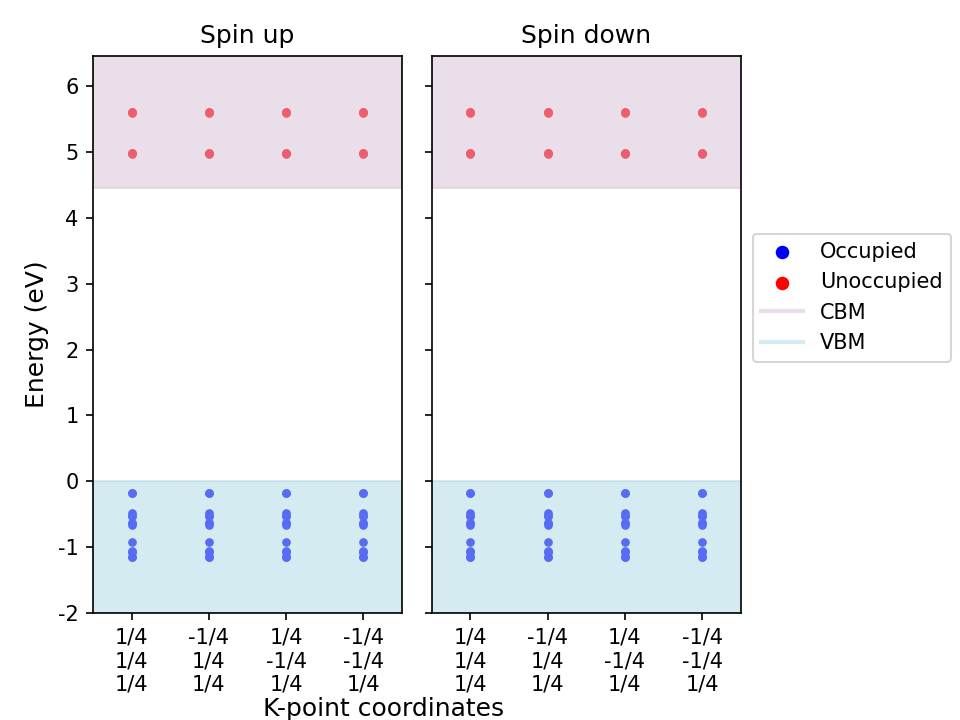 Spin up
Spin down
Energy (eV)
6
5
4
3
2
1
0
-1
-2
1/4 -1/4 1/4 -1/4
1/4 1/4 -1/4 -1/4
1/4 1/4 1/4 1/4
1/4 -1/4 1/4 -1/4
1/4 1/4 -1/4 -1/4
1/4 1/4 1/4 1/4
K-point coordinates
Occupied
Unoccupied
CBM
VBM